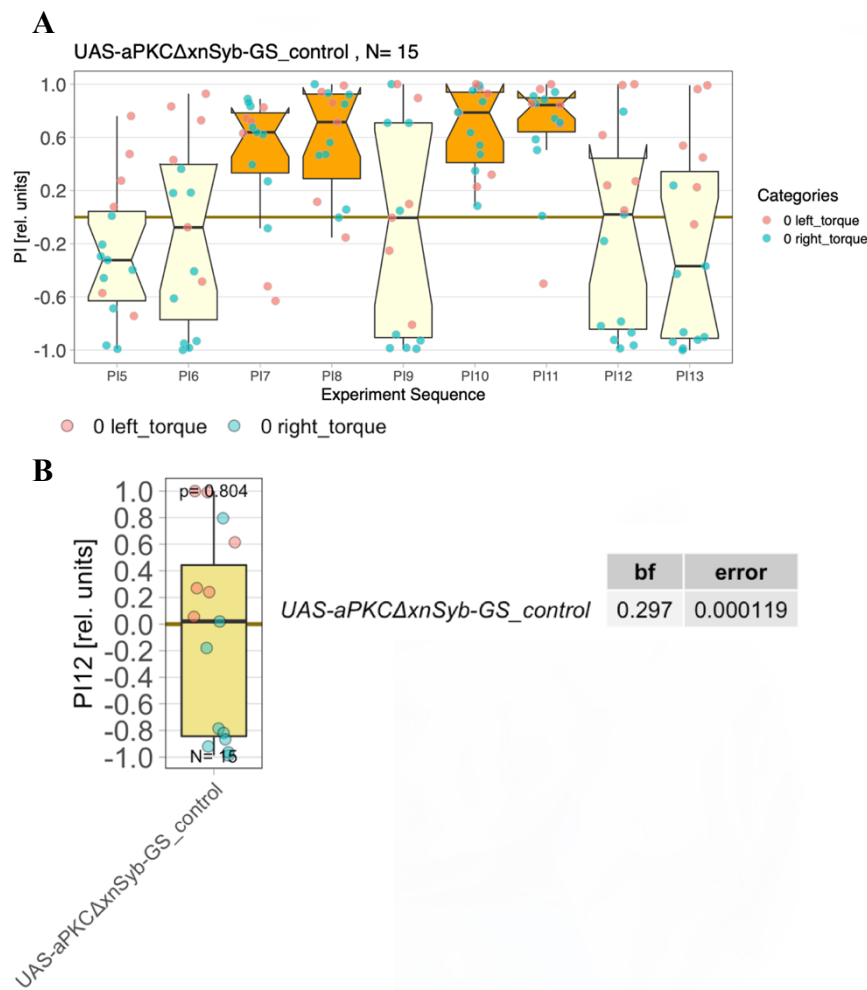 A
UAS-aPKCΔxnSyb-GS_control , N= 15
PI [rel. units]
1.0
0.6
0.2
-0.2
-0.6
-1.0
PI5 PI6 PI7 PI8 PI9 PI10 PI11 PI12 PI13
Experiment Sequence
Categories
0 left_torque
0 right_torque
0 left_torque 0 right_torque
B
PI12 [rel. units]
1.0
0.8
0.6
0.4
0.2
0.0
-0.2
-0.4
-0.6
-0.8
-1.0
p= 0.804
N= 15
UAS-aPKCΔxnSyb-GS_control
bf error
UAS-aPKCΔxnSyb-GS_control 0.297 0.000119